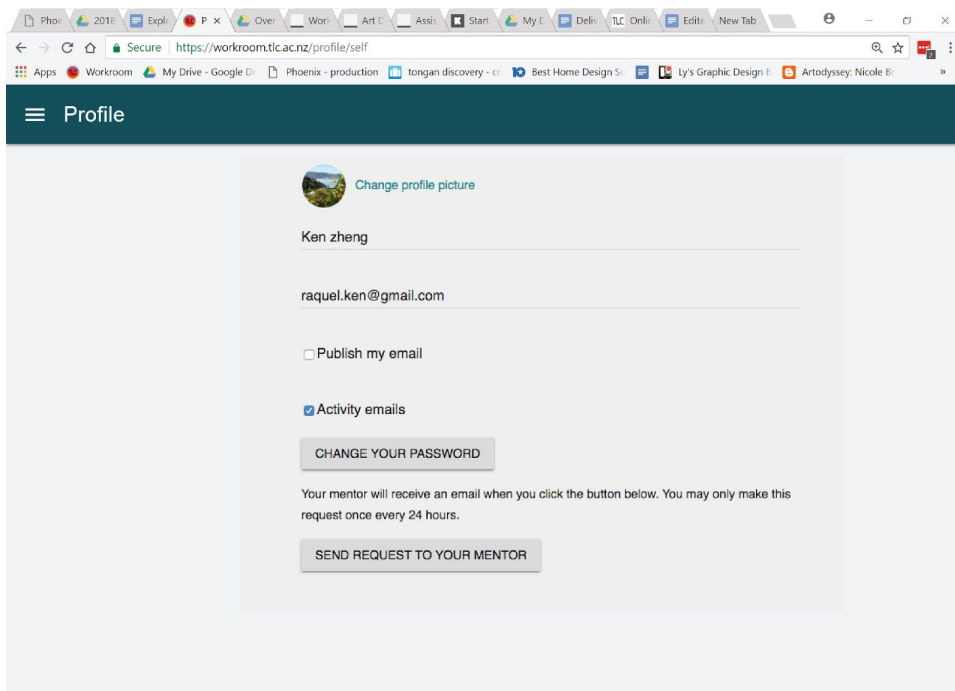 Phor
2018
Explo
P
Over
Work
Art D
Assi
Start
My D
Deliv
TLC Onlin
Edite
New Tab
Secure https://workroom.tlc.ac.nz/profile/self
Apps Workroom My Drive - Google Dr Phoenix - production tongan discovery - cr Best Home Design So Ly's Graphic Design B Artodyssey: Nicole Br »
2
Profile
Change profile picture
Ken zheng
raquel.ken@gmail.com
Publish my email
Activity emails
CHANGE YOUR PASSWORD
Your mentor will receive an email when you click the button below. You may only make this
request once every 24 hours.
SEND REQUEST TO YOUR MENTOR